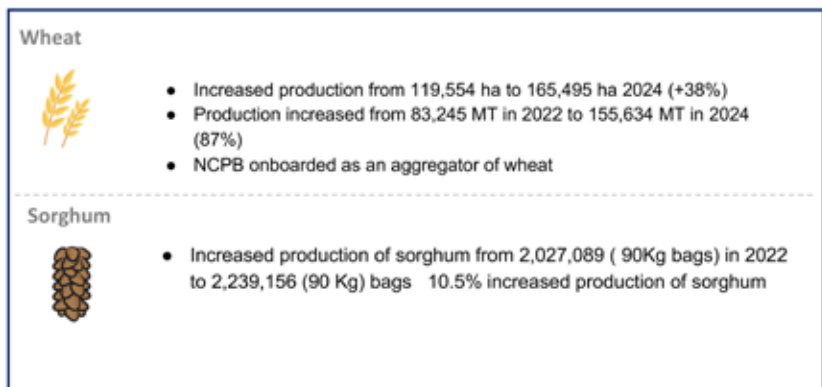 Wheat
● Increased production from 119,554 ha to 165,495 ha 2024 (+38%)
● Production increased from 83,245 MT in 2022 to 155,634 MT in 2024
(87%)
● NCPB onboarded as an aggregator of wheat
Sorghum
● Increased production of sorghum from 2,027,089 ( 90Kg bags) in 2022
to 2,239,156 (90 Kg) bags 10.5% increased production of sorghum